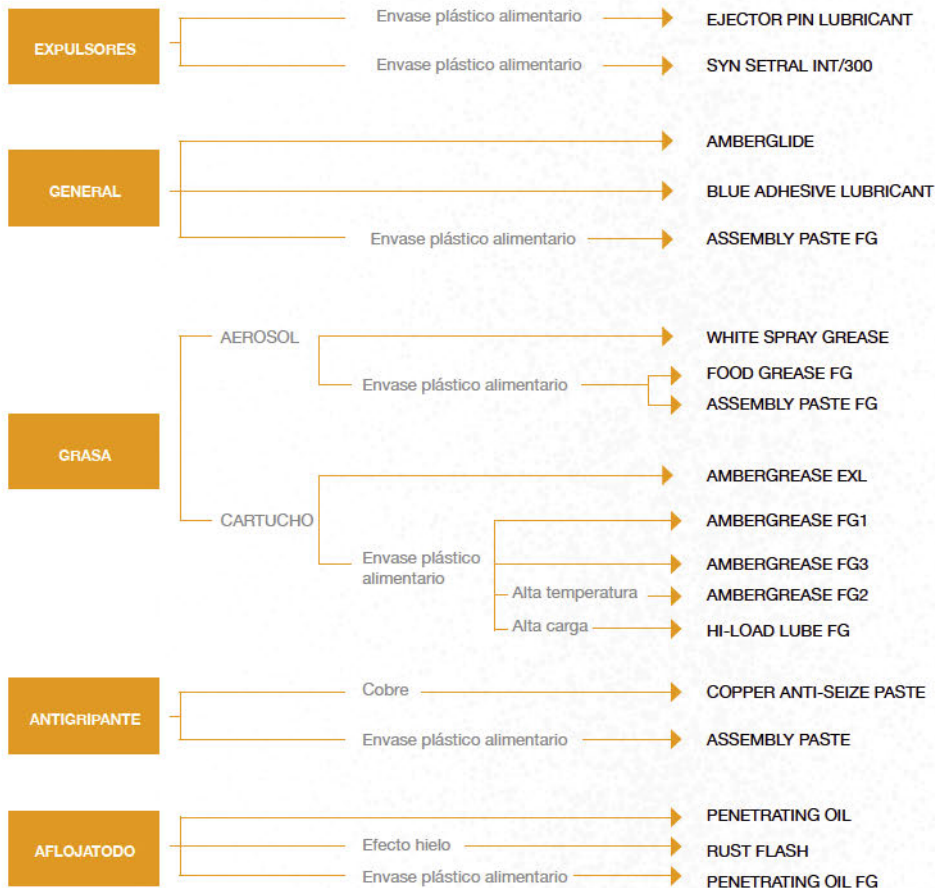 EXPULSORES
Envase plástico alimentario
EJECTOR PIN LUBRICANT
Envase plástico alimentario
SYN SETRAL INT/300
GENERAL
AMBERGLIDE
BLUE ADHESIVE LUBRICANT
Envase plástico alimentario
ASSEMBLY PASTE FG
GRASA
AEROSOL
WHITE SPRAY GREASE
Envase plástico alimentario
FOOD GREASE FG
ASSEMBLY PASTE FG
CARTUCHO
AMBERGREASE EXL
Envase plástico
alimentario
AMBERGREASE FG1
AMBERGREASE FG3
Alta temperatura
AMBERGREASE FG2
Alta carga
HI-LOAD LUBE FG
ANTIGRIPANTE
Cobre
COPPER ANTI-SEIZE PASTE
Envase plástico alimentario
ASSEMBLY PASTE
AFLOJATODO
PENETRATING OIL
Efecto hielo
RUST FLASH
Envase plástico alimentario
PENETRATING OIL FG